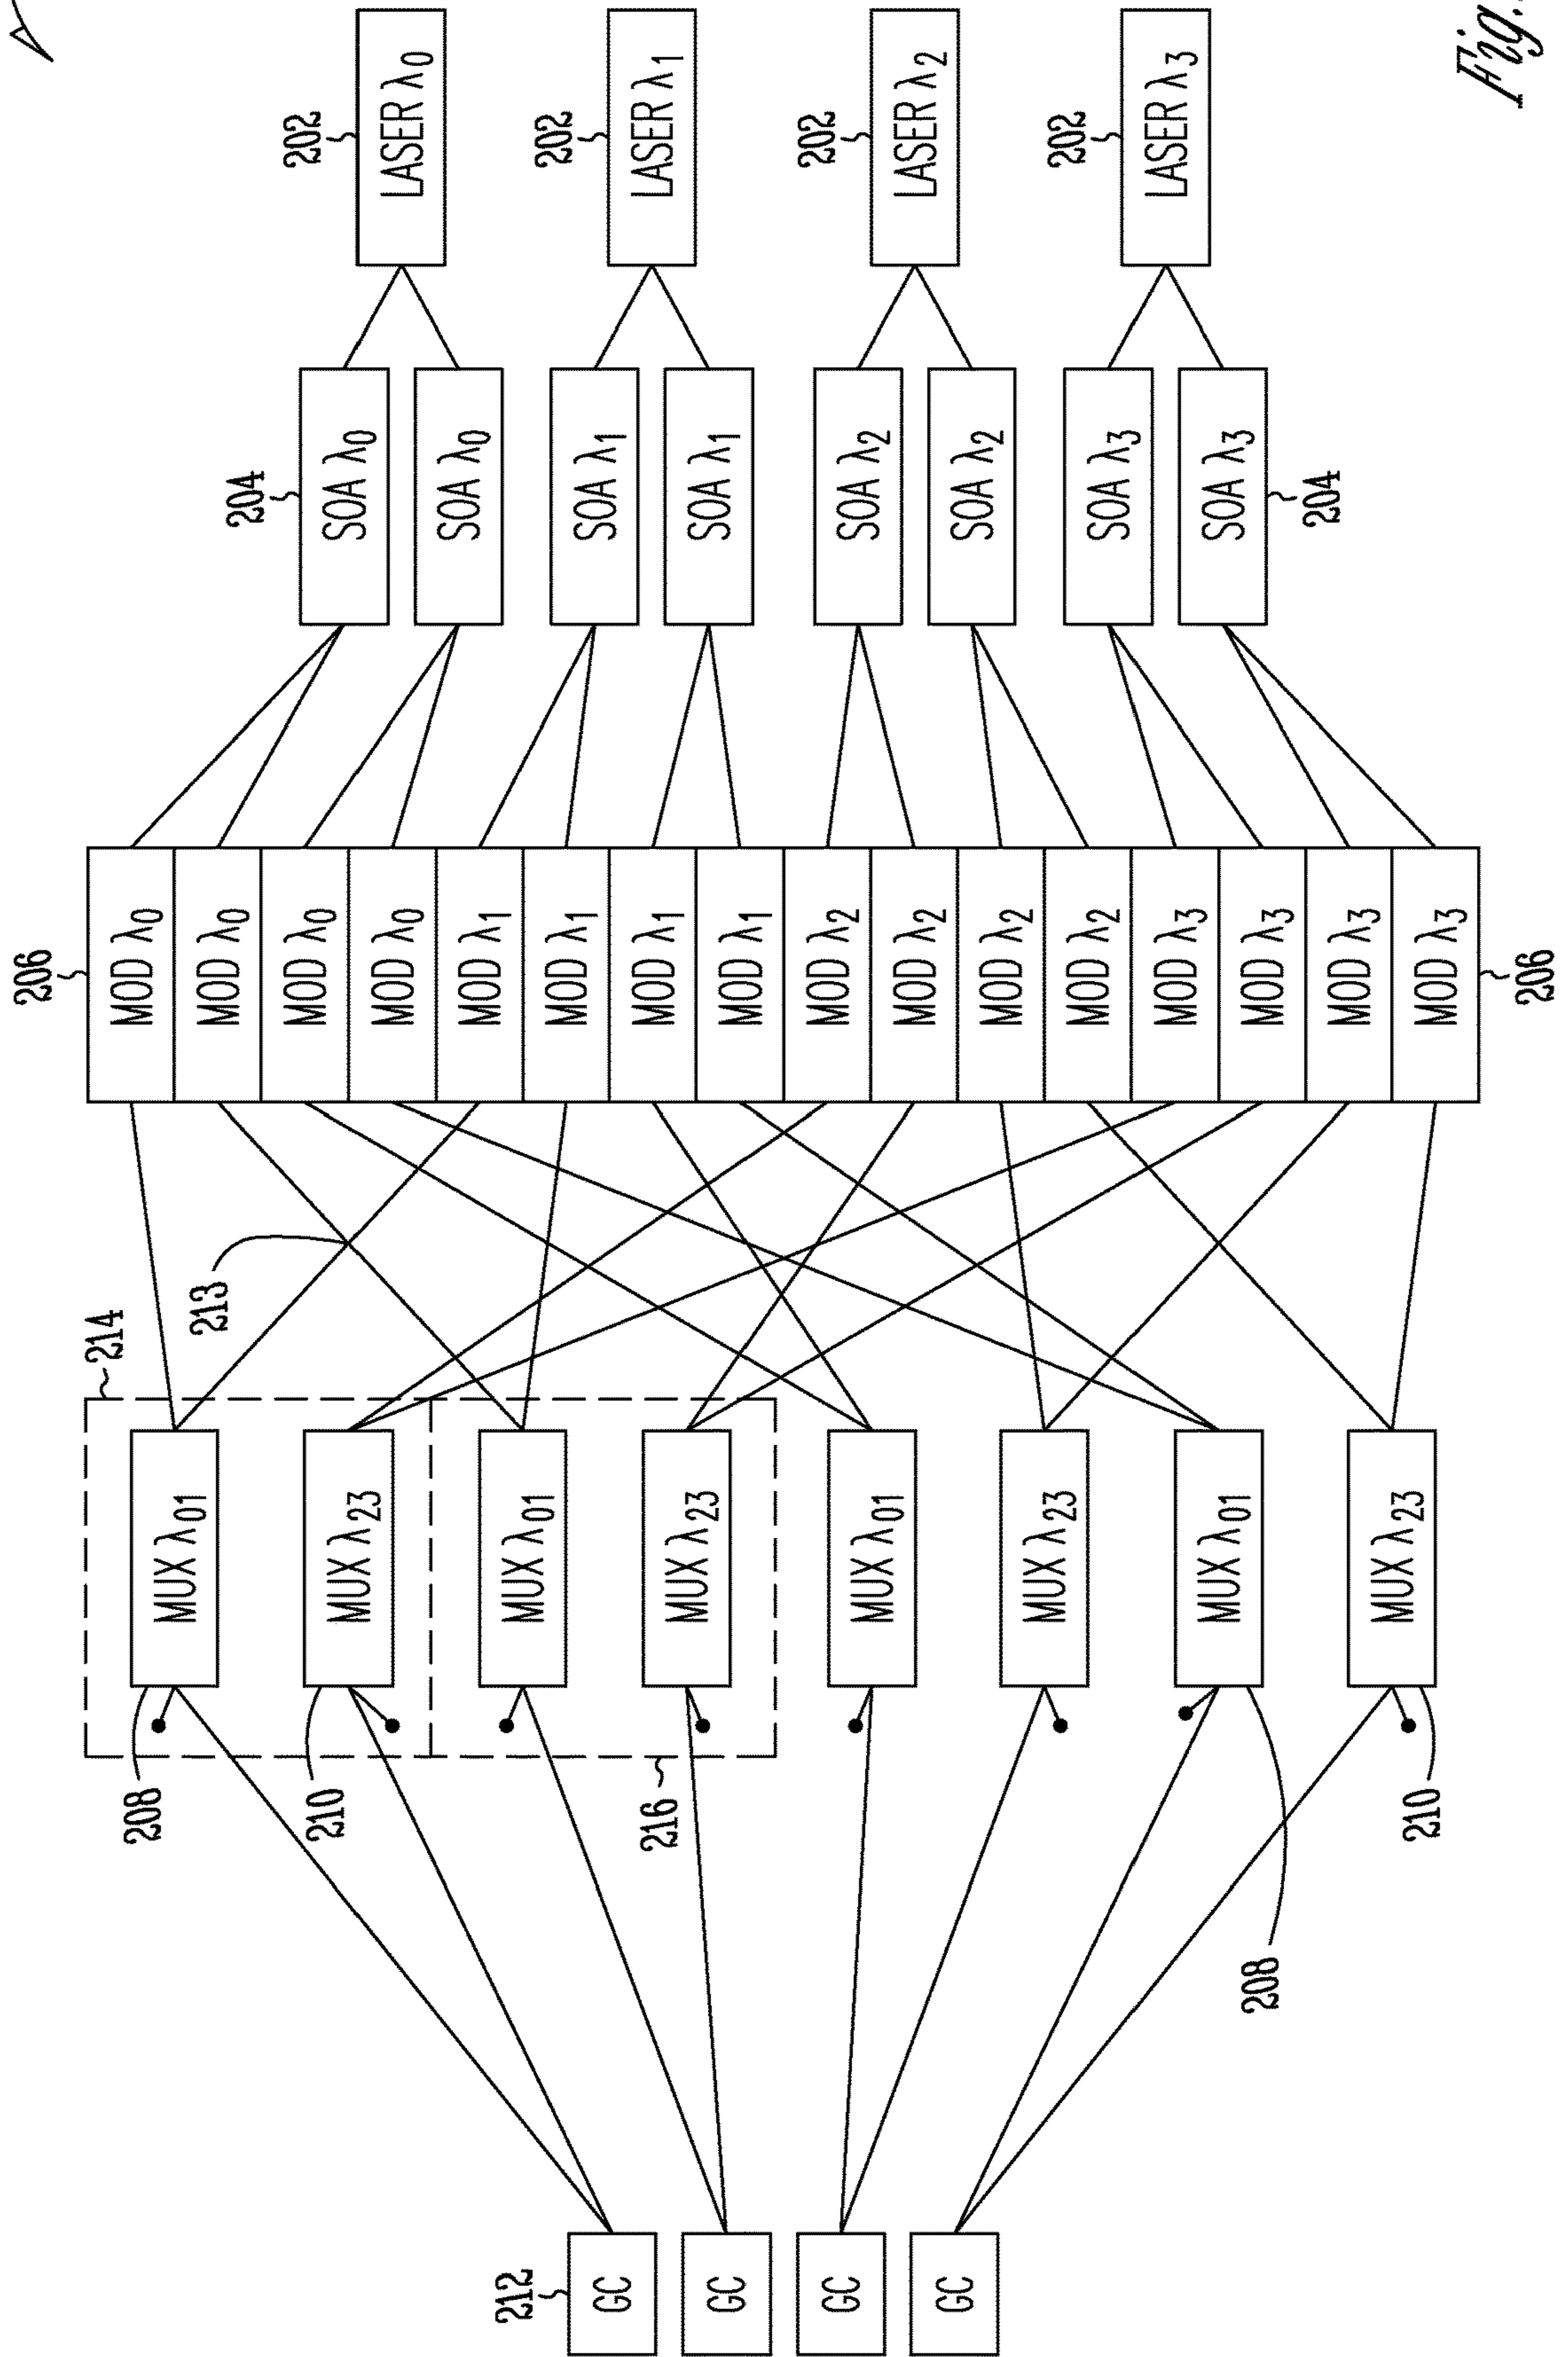 202
LASER λ0
202
LASER λ1
202
LASER λ2
202
LASER λ3
204
SOA λ0
SOA λ0
SOA λ1
SOA λ1
SOA λ2
SOA λ2
SOA λ3
SOA λ3
204
206
MOD λ0
MOD λ0
MOD λ0
MOD λ0
MOD λ1
MOD λ1
MOD λ1
MOD λ1
MOD λ2
MOD λ2
MOD λ2
MOD λ2
MOD λ3
MOD λ3
MOD λ3
MOD λ3
206
213
214
MUX λ01
MUX λ23
MUX λ01
MUX λ23
MUX λ01
MUX λ23
MUX λ01
MUX λ23
208
210
216
208
210
212
GC
GC
GC
GC
Fig.